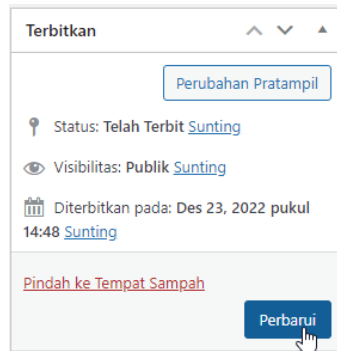 Terbitkan
Perubahan Pratampil
Status: Telah Terbit Sunting
Visibilitas: Publik Sunting
Diterbitkan pada: Des 23, 2022 pukul
14:48 Sunting
Pindah ke Tempat Sampah
Perbarui